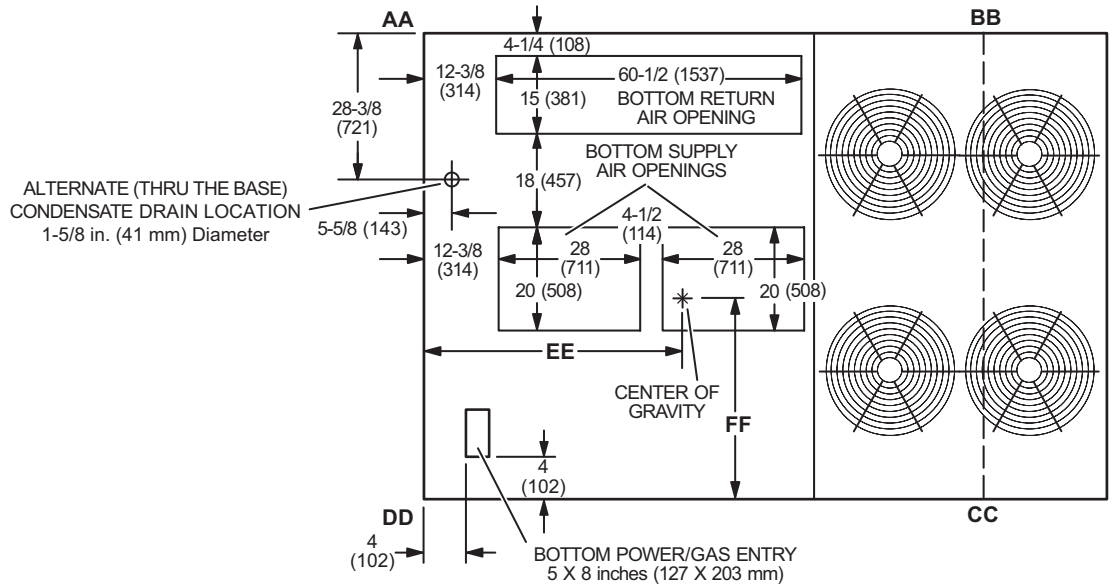 AA
BB
4-1/4 (108)
12-3/8
(314)
60-1/2 (1537)
15 (381)
BOTTOM RETURN
AIR OPENING
28-3/8
(721)
BOTTOM SUPPLY
AIR OPENINGS
18 (457)
ALTERNATE (THRU THE BASE)
CONDENSATE DRAIN LOCATION
1-5/8 in. (41 mm) Diameter
5-5/8 (143)
4-1/2
(114)
12-3/8
(314)
28
(711)
28
(711)
20 (508)
20 (508)
EE
CENTER OF
GRAVITY
FF
4
(102)
DD
CC
4
(102)
BOTTOM POWER/GAS ENTRY
5 X 8 inches (127 X 203 mm)